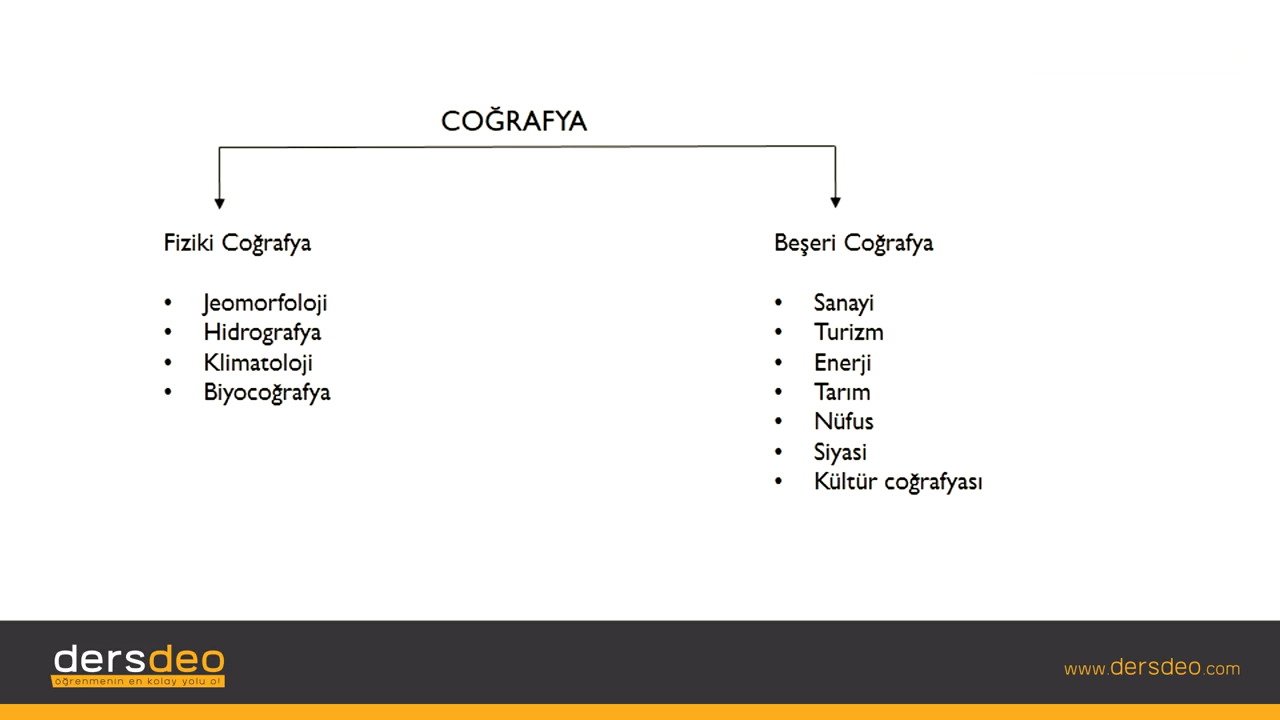 COĞRAFYA
Fiziki Coğrafya
• Jeomorfoloji
• Hidrografya
• Klimatoloji
• Biyocoğrafya
Beşeri Coğrafya
• Sanayi
• Turizm
• Enerji
• Tarım
• Nüfus
• Siyasi
• Kültür coğrafyası
dersdeo
öğrenmenin en kolay yolu o!
www.dersdeo.com